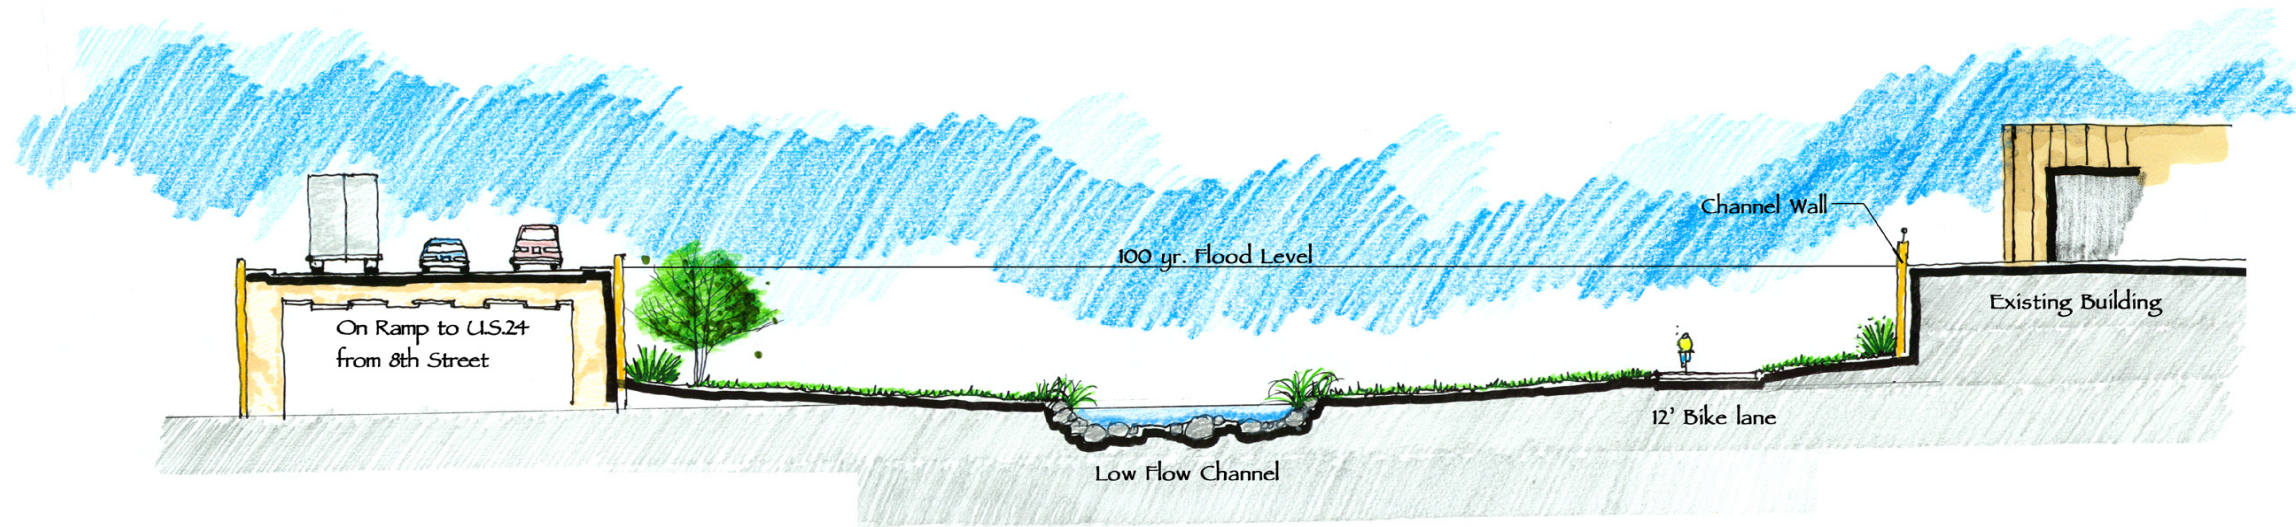 Channel Wall
100 yr. Flood Level
Existing Building
On Ramp to U.S.24
from 8th Street
12' Bike lane
Low Flow Channel